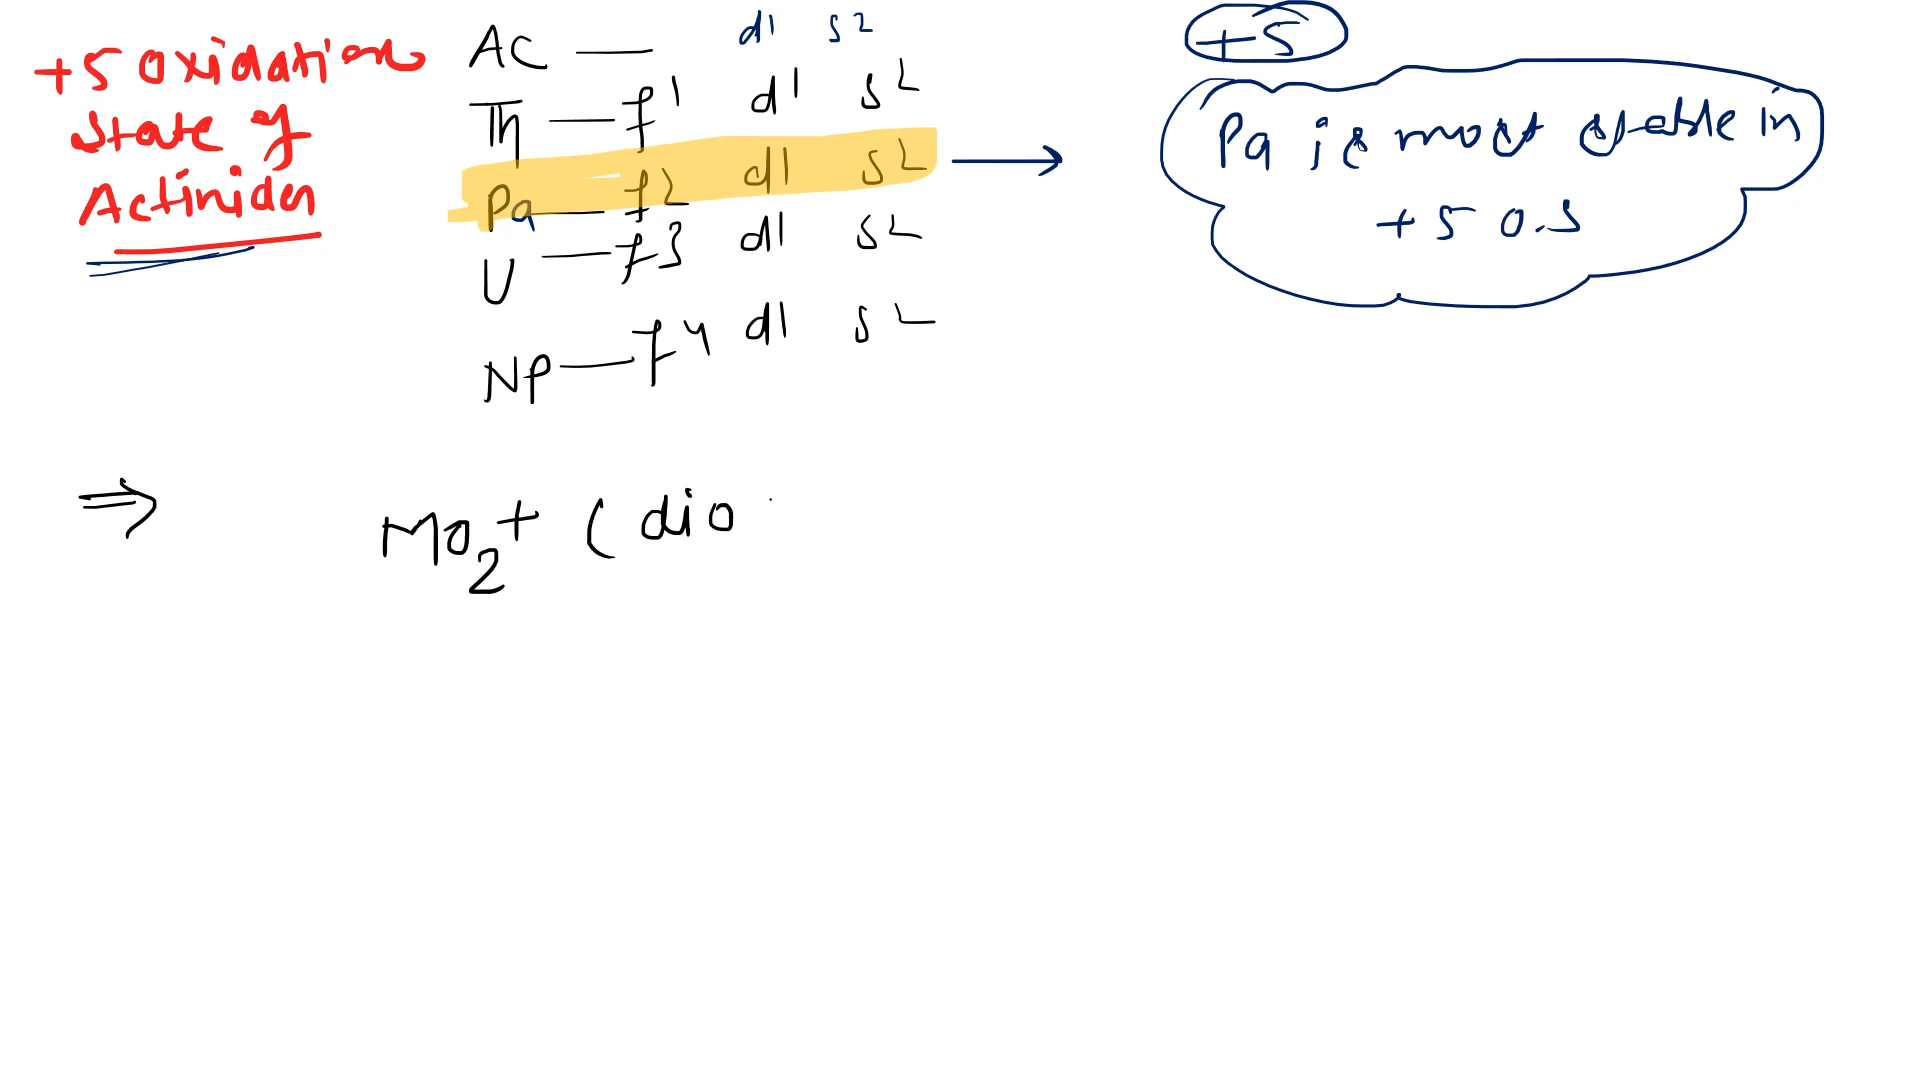 +5 oxidation
state of
Actinides
AC — d1 s2
Th — f1 d1 s2
Pa — f2 d1 s2
U — f3 d1 s2
NP — f4 d1 s2
+5
Pa is most stable in
+5 O.S
⇒ MO2+ (dio